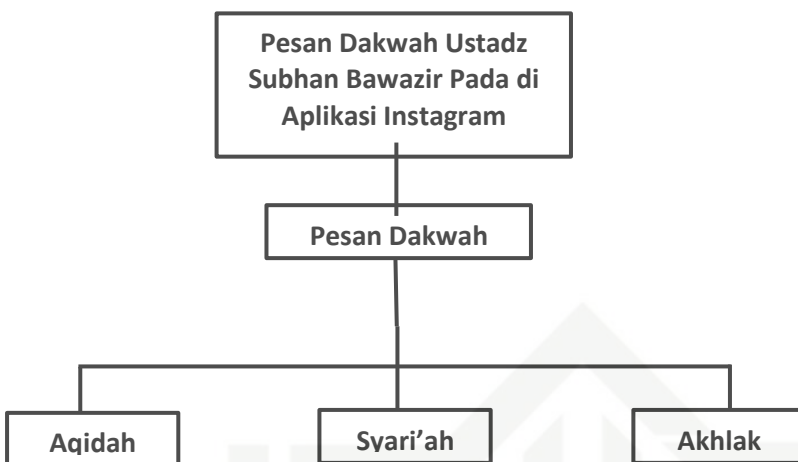 Pesan Dakwah Ustadz
Subhan Bawazir Pada di
Aplikasi Instagram
Pesan Dakwah
Aqidah Syari'ah Akhlak